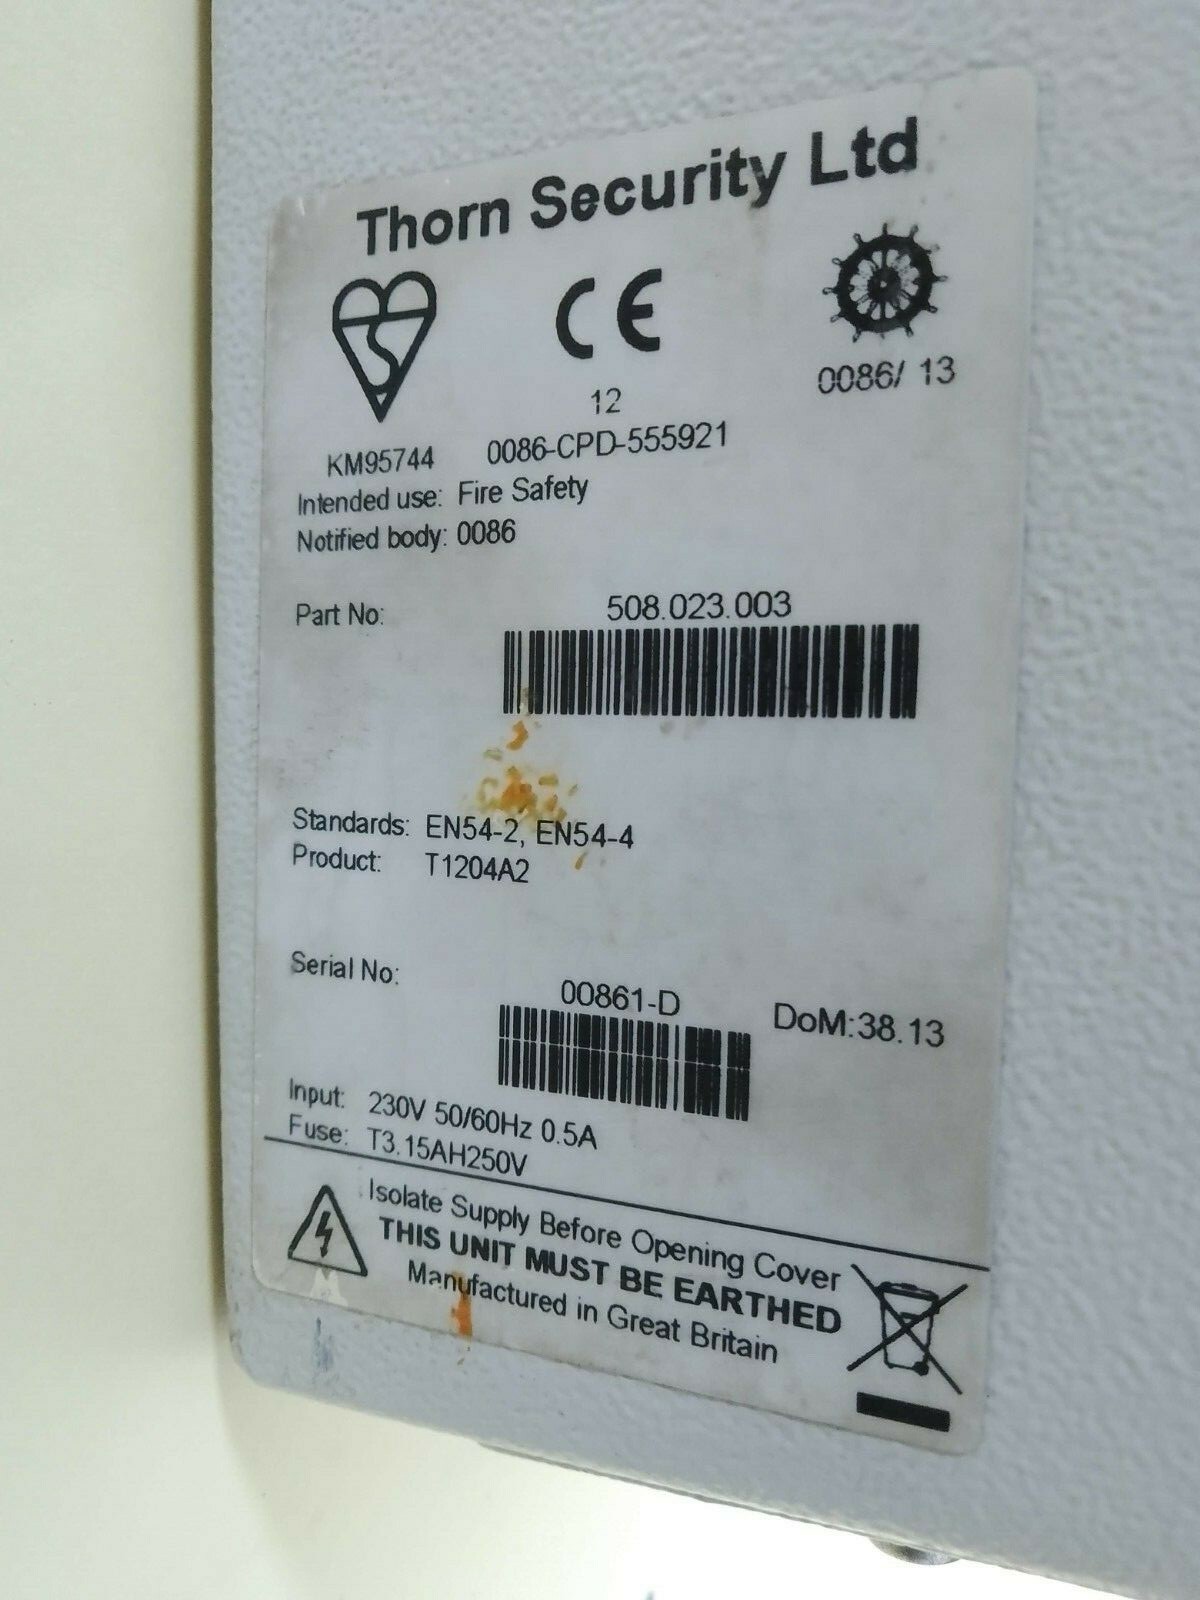 Thorn Security Ltd
CE
12
0086/ 13
KM95744 0086-CPD-555921
Intended use: Fire Safety
Notified body: 0086
Part No: 508.023.003
Standards: EN54-2, EN54-4
Product: T1204A2
Serial No: 00861-D DoM:38.13
Input: 230V 50/60Hz 0.5A
Fuse: T3.15AH250V
Isolate Supply Before Opening Cover
THIS UNIT MUST BE EARTHED
Manufactured in Great Britain